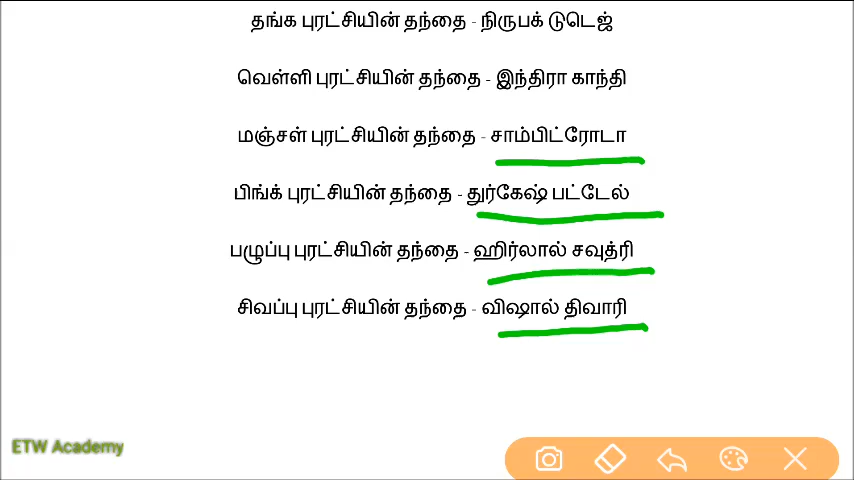 தங்க புரட்சியின் தந்தை - நிருபக் டுடெஜ்
வெள்ளி புரட்சியின் தந்தை - இந்திரா காந்தி
மஞ்சள் புரட்சியின் தந்தை - சாம்பிட்ரோடா
பிங்க் புரட்சியின் தந்தை - துர்கேஷ் பட்டேல்
பழுப்பு புரட்சியின் தந்தை - ஹிர்லால் சவுத்ரி
சிவப்பு புரட்சியின் தந்தை - விஷால் திவாரி
ETW Academy